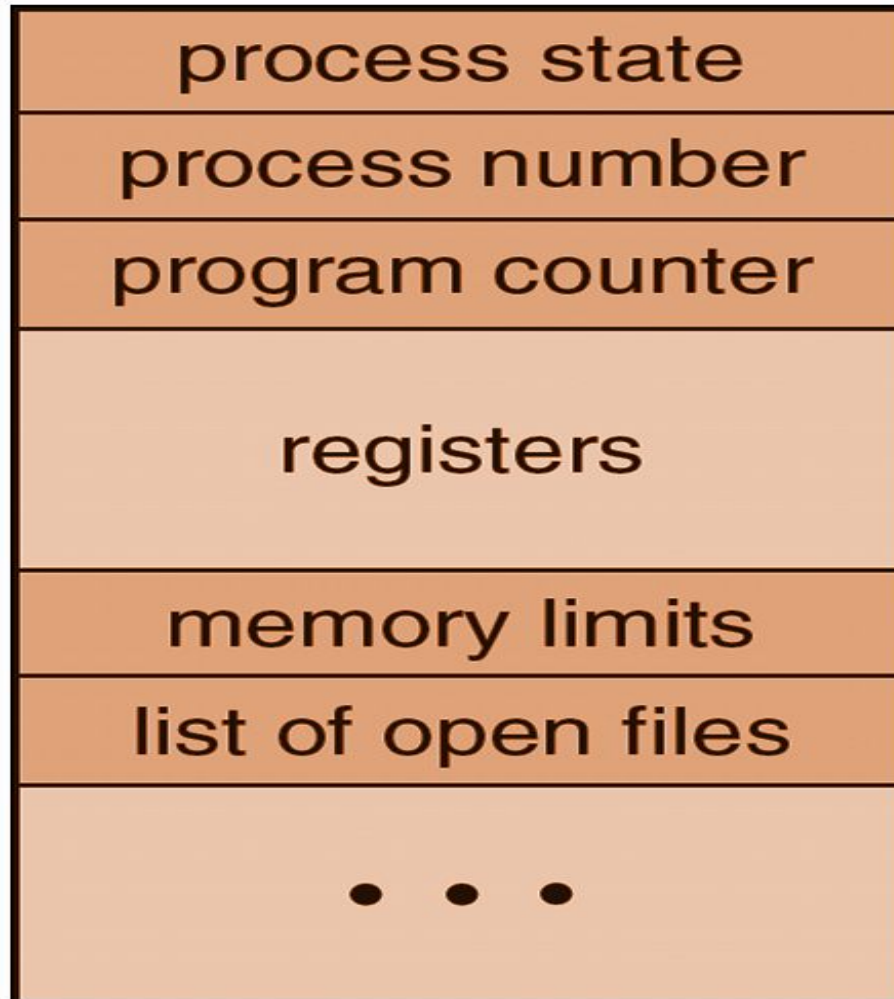 process state
process number
program counter
registers
memory limits
list of open files
• • •